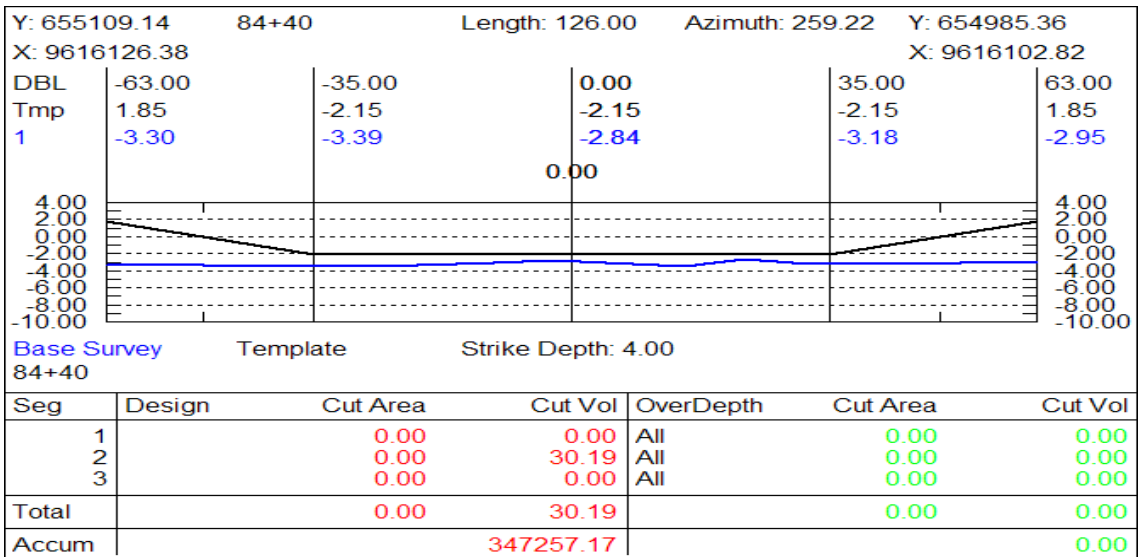 Y: 655109.14 84+40 Length: 126.00 Azimuth: 259.22 Y: 654985.36
X: 9616126.38 X: 9616102.82
DBL -63.00 -35.00 0.00 35.00 63.00
Tmp 1.85 -2.15 -2.15 -2.15 1.85
1 -3.30 -3.39 -2.84 -3.18 -2.95
0.00
4.00 4.00
2.00 2.00
0.00 0.00
-2.00 -2.00
-4.00 -4.00
-6.00 -6.00
-8.00 -8.00
-10.00 -10.00
Base Survey Template Strike Depth: 4.00
84+40
Seg Design Cut Area Cut Vol OverDepth Cut Area Cut Vol
1 0.00 0.00 All 0.00 0.00
2 0.00 30.19 All 0.00 0.00
3 0.00 0.00 All 0.00 0.00
Total 0.00 30.19 0.00 0.00
Accum 347257.17 0.00